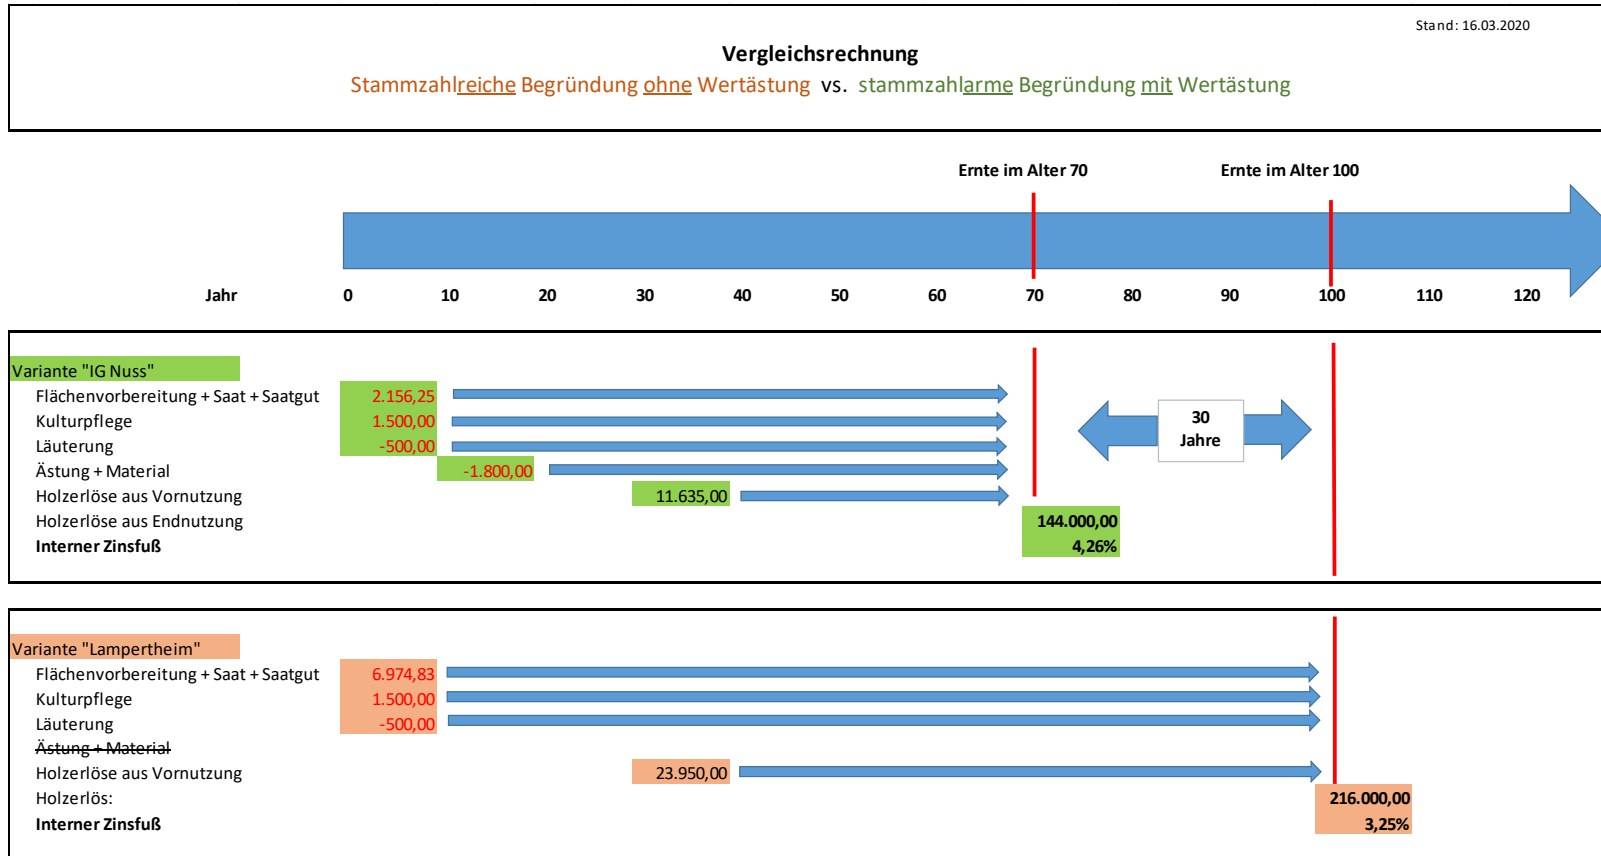 Stand: 16.03.2020
Vergleichsrechnung
Stammzahlreiche Begründung ohne Wertästung vs. stammzahlarme Begründung mit Wertästung
Ernte im Alter 70 Ernte im Alter 100
Jahr 0 10 20 30 40 50 60 70 80 90 100 110 120
Variante "IG Nuss"
Flächenvorbereitung + Saat + Saatgut 2.156,25
Kulturpflege 1.500,00
30
Jahre
Läuterung -500,00
Ästung + Material -1.800,00
Holzerlöse aus Vornutzung 11.635,00
Holzerlöse aus Endnutzung 144.000,00
Interner Zinsfuß 4,26%
Variante "Lampertheim"
Flächenvorbereitung + Saat + Saatgut 6.974,83
Kulturpflege 1.500,00
Läuterung -500,00
Ästung + Material
Holzerlöse aus Vornutzung 23.950,00
Holzerlös: 216.000,00
Interner Zinsfuß 3,25%